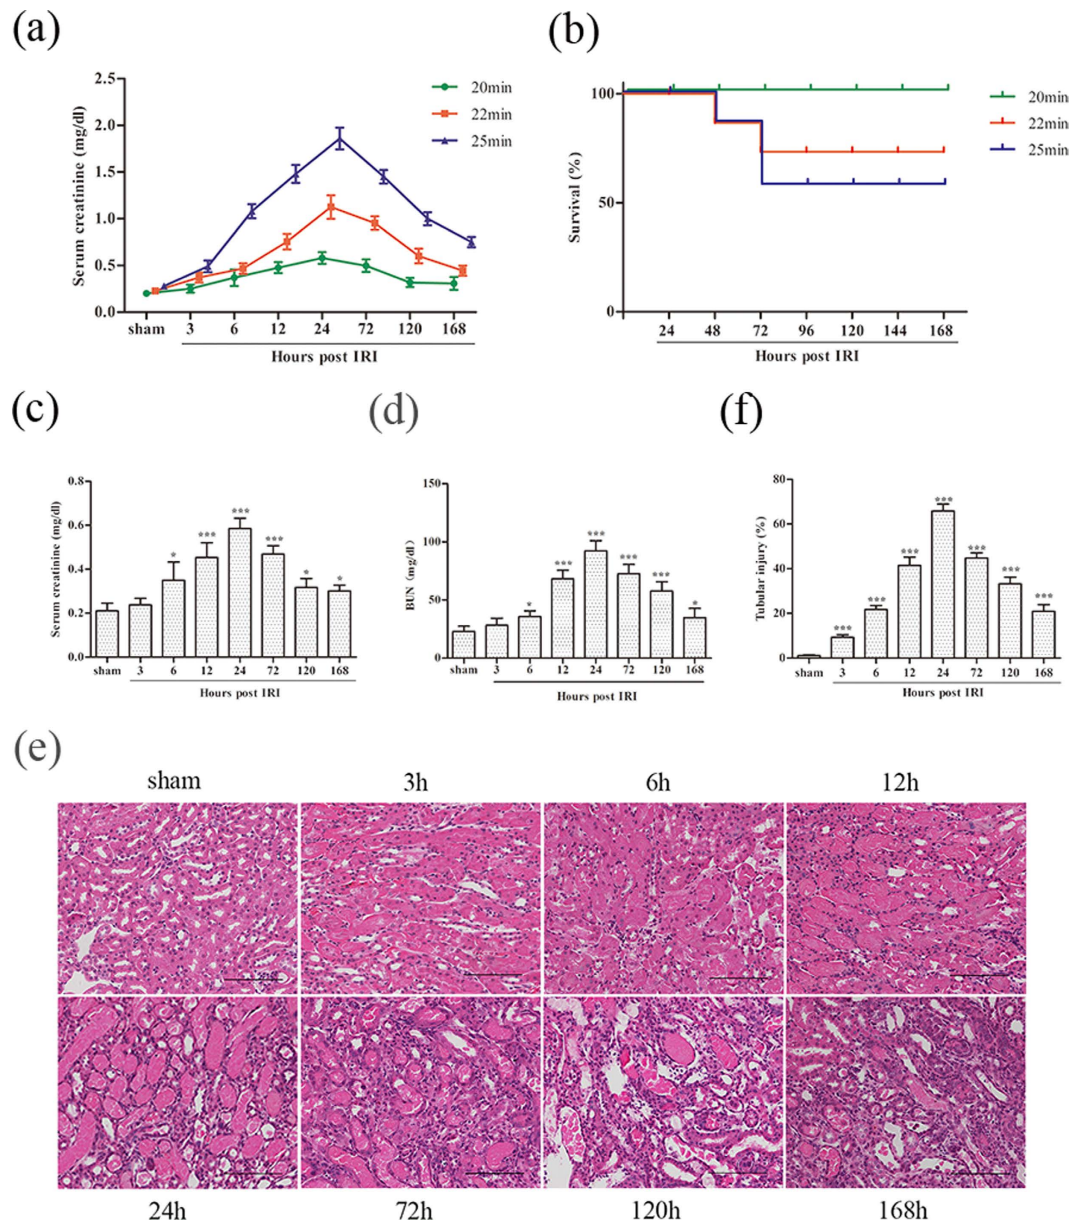 (a)
Serum creatinine (mg/dl)
2.5
2.0
1.5
1.0
0.5
0.0
sham 3 6 12 24 72 120 168
Hours post IRI
20min
22min
25min
(b)
Survival (%)
100
50
0
24 48 72 96 120 144 168
Hours post IRI
20min
22min
25min
(c)
Serum creatinine (mg/dl)
0.8
0.6
0.4
0.2
0.0
* *** *** *** * *
sham 3 6 12 24 72 120 168
Hours post IRI
(d)
BUN (mg/dl)
150
100
50
0
* *** *** *** *** *
sham 3 6 12 24 72 120 168
Hours post IRI
(f)
Tubular injury (%)
80
60
40
20
0
*** *** *** *** *** *** ***
sham 3 6 12 24 72 120 168
Hours post IRI
(e)
sham 3h 6h 12h
24h 72h 120h 168h